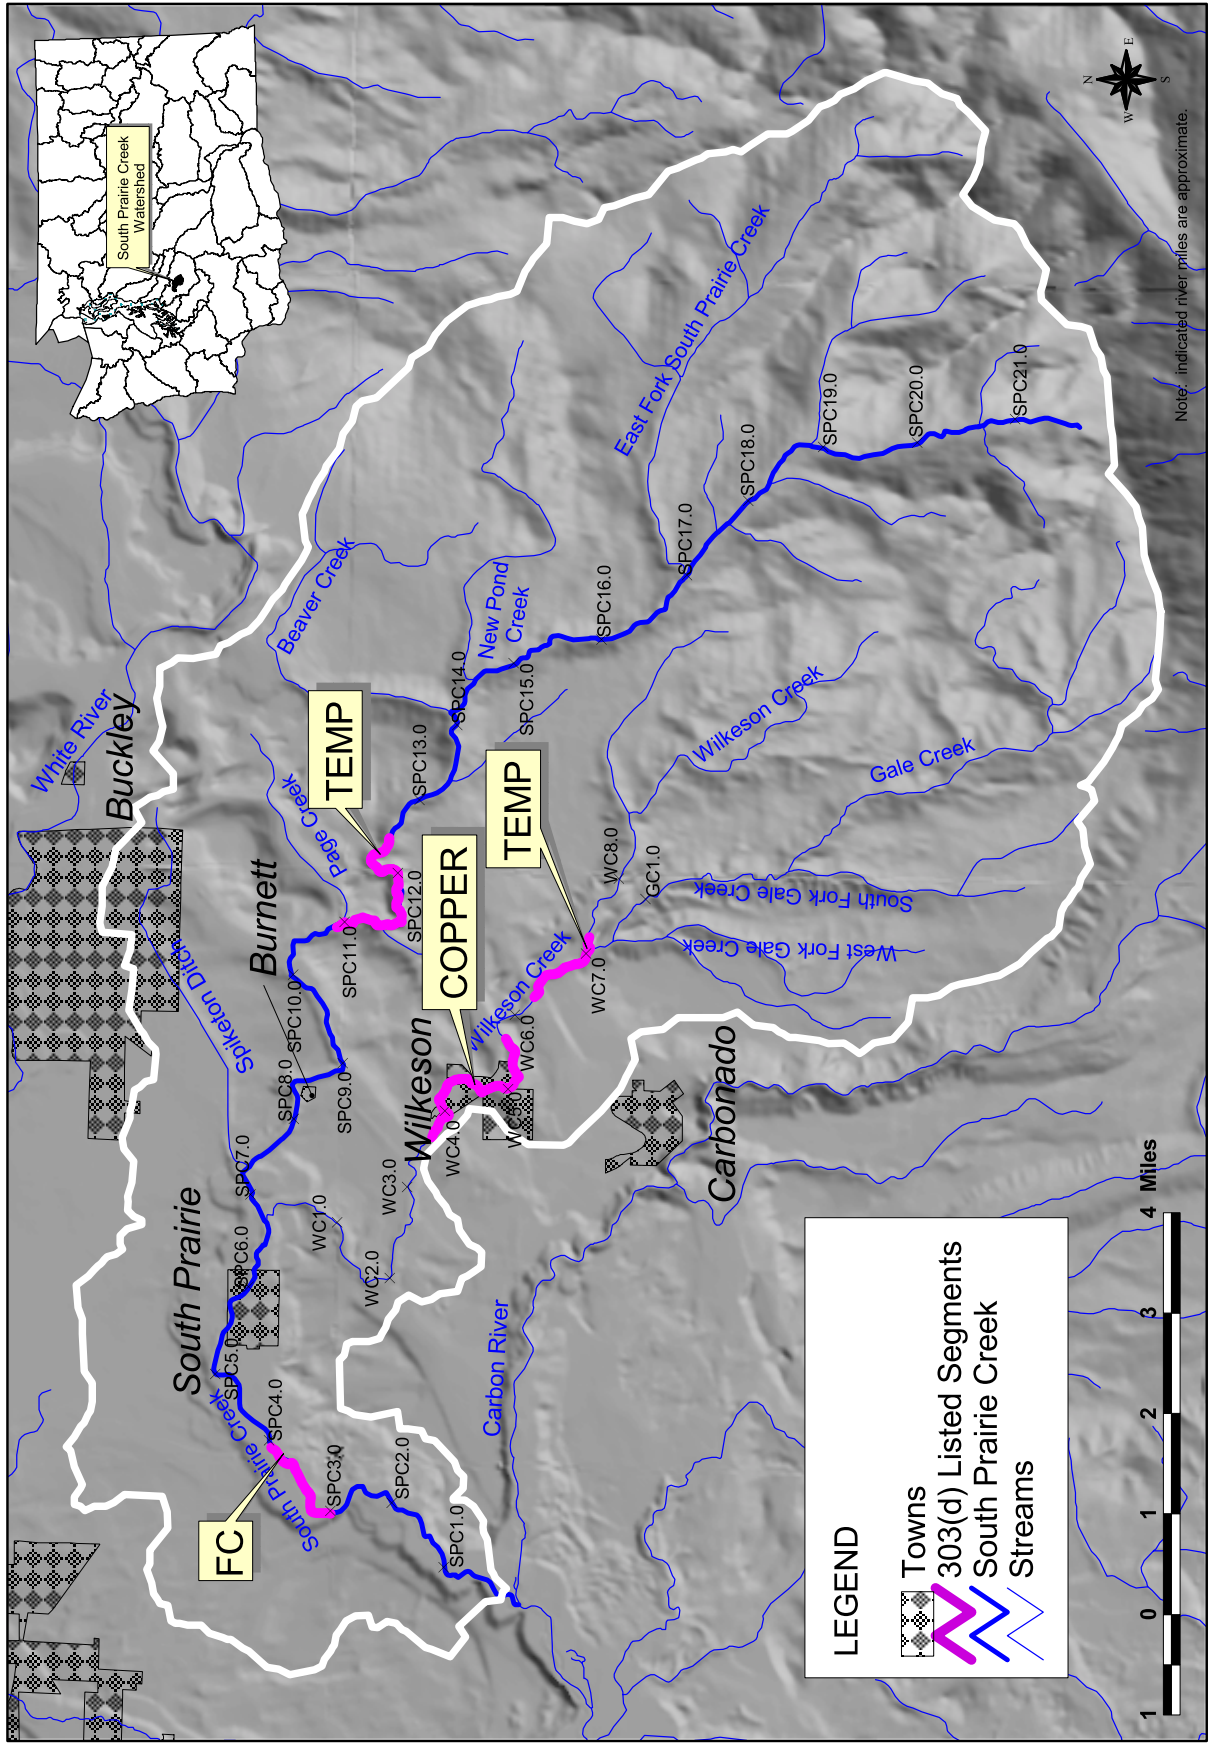 South Prairie Creek
Watershed
N
W
E
S
Note: indicated river miles are approximate.
White River
Buckley
Beaver Creek
New Pond
Creek
East Fork South Prairie Creek
Page Creek
TEMP
Burnett
Spiketon Ditch
COPPER
TEMP
Wilkeson Creek
Wilkeson
Wilkeson Creek
Gale Creek
South Fork Gale Creek
West Fork Gale Creek
Carbonado
Carbon River
South Prairie
South Prairie Creek
FC
SPC1.0
SPC2.0
SPC3.0
SPC4.0
SPC5.0
SPC6.0
SPC7.0
SPC8.0
SPC9.0
SPC10.0
SPC11.0
SPC12.0
SPC13.0
SPC14.0
SPC15.0
SPC16.0
SPC17.0
SPC18.0
SPC19.0
SPC20.0
SPC21.0
WC1.0
WC2.0
WC3.0
WC4.0
WC5.0
WC6.0
WC7.0
WC8.0
GC1.0
LEGEND
Towns
303(d) Listed Segments
South Prairie Creek
Streams
1 0 1 2 3 4 Miles